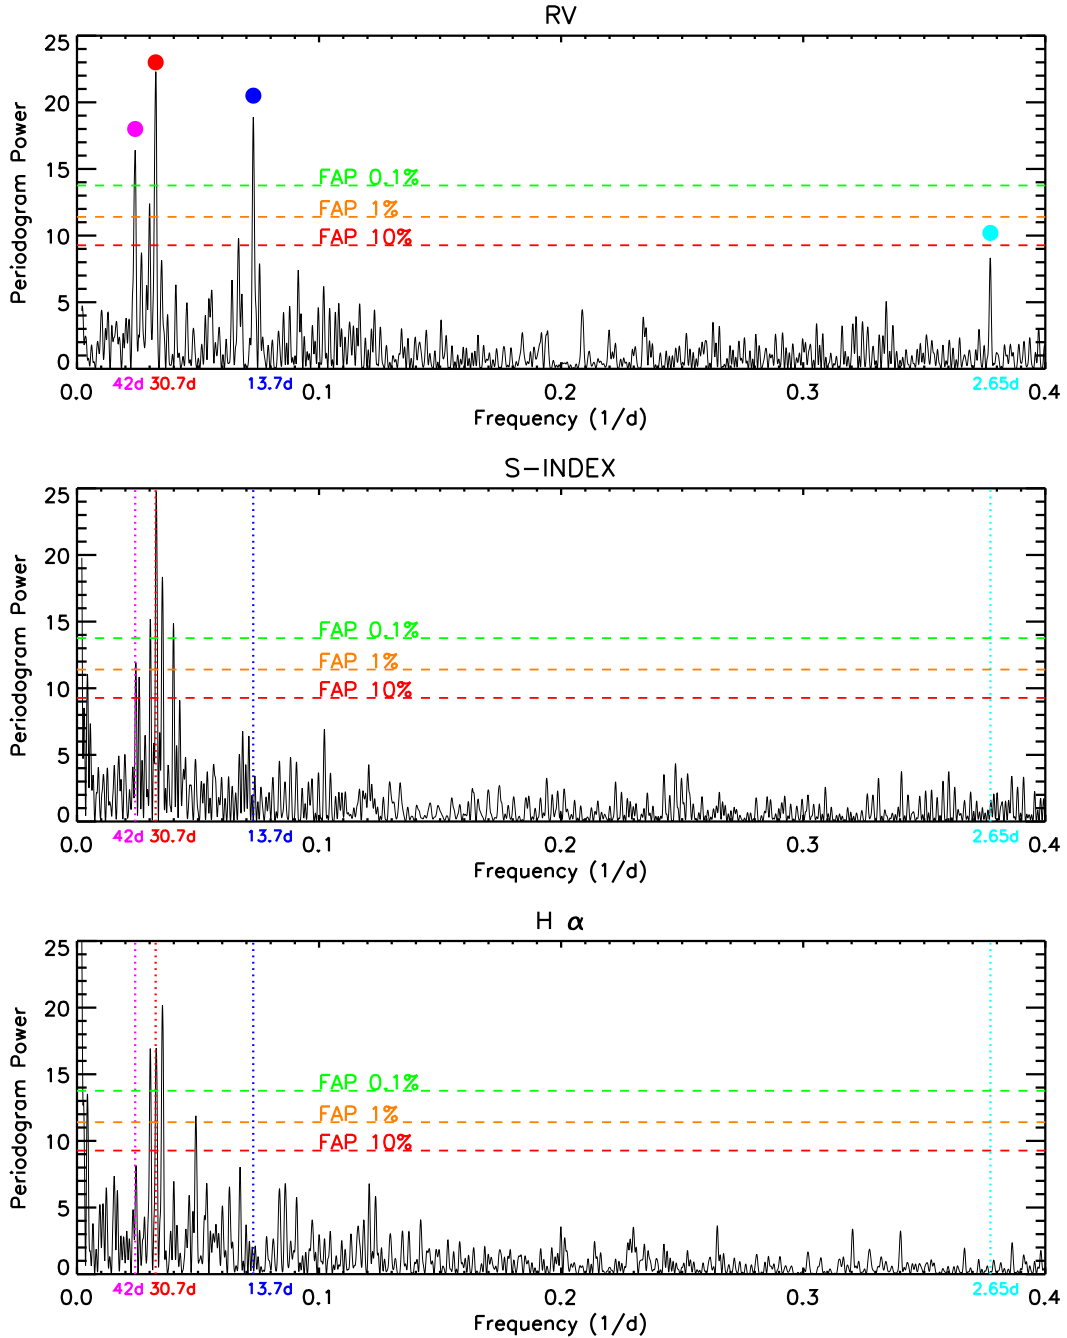 RV
25
20
15
10
5
0
Periodogram Power
FAP 0.1%
FAP 1%
FAP 10%
0.0 0.1 0.2 0.3 0.4
42d 30.7d 13.7d 2.65d
Frequency (1/d)
S-INDEX
25
20
15
10
5
0
Periodogram Power
FAP 0.1%
FAP 1%
FAP 10%
0.0 0.1 0.2 0.3 0.4
42d 30.7d 13.7d 2.65d
Frequency (1/d)
H α
25
20
15
10
5
0
Periodogram Power
FAP 0.1%
FAP 1%
FAP 10%
0.0 0.1 0.2 0.3 0.4
42d 30.7d 13.7d 2.65d
Frequency (1/d)